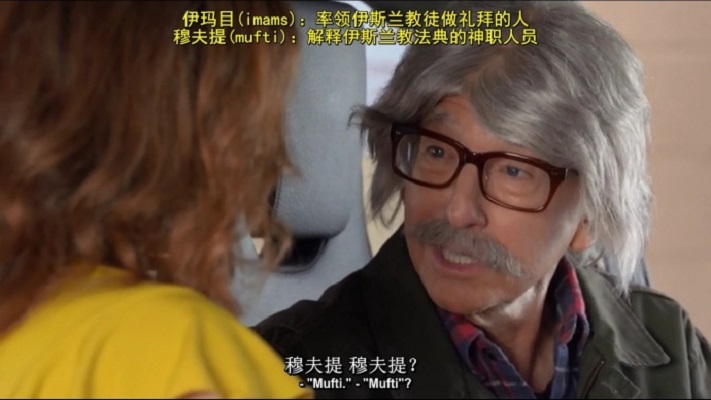 伊玛目(imams)：率领伊斯兰教徒做礼拜的人
穆夫提(mufti)：解释伊斯兰教法典的神职人员
穆夫提 穆夫提?
- "Mufti." - "Mufti"?